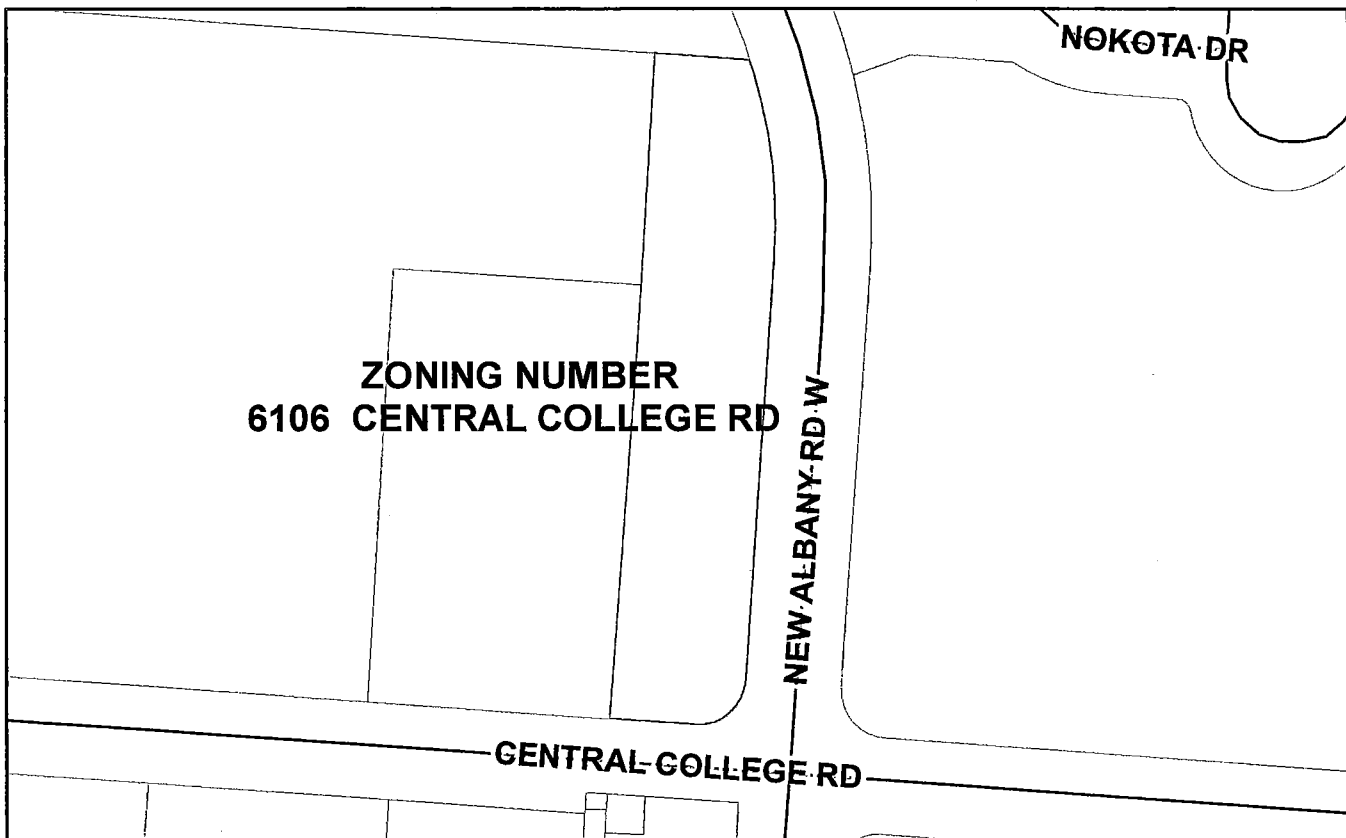 NOKOTA DR
ZONING NUMBER
6106 CENTRAL COLLEGE RD
NEW ALBANY RD W
CENTRAL COLLEGE RD